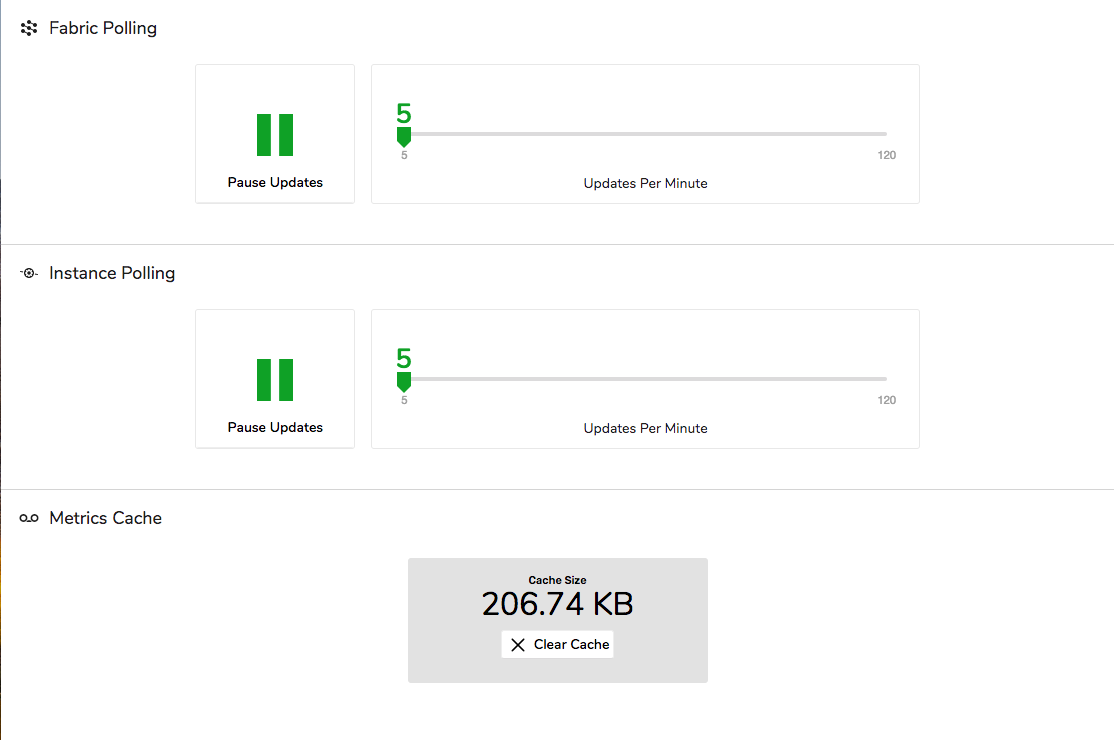 Fabric Polling
5
5 120
Pause Updates
Updates Per Minute
Instance Polling
5
5 120
Pause Updates
Updates Per Minute
Metrics Cache
Cache Size
206.74 KB
Clear Cache